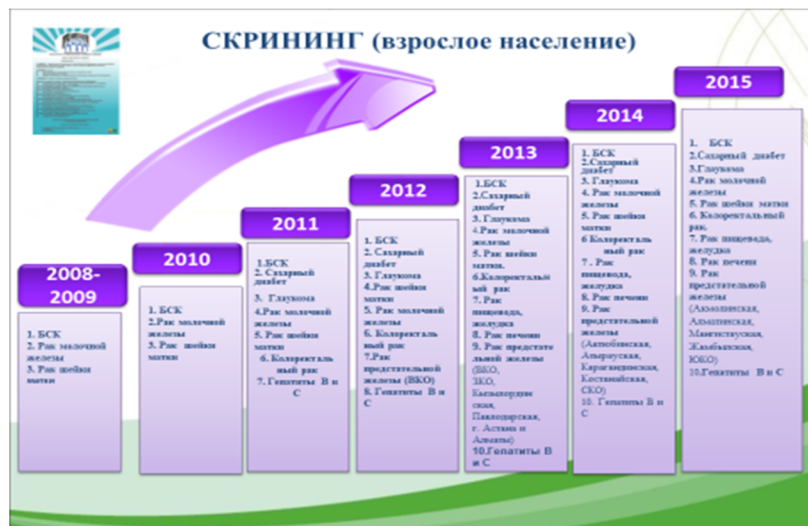 СКРИНИНГ (взрослое население)
2008-
2009
1. БСК
2. Рак молочной
железы
3. Рак шейки
матки
2010
1. БСК
2.Рак молочной
железы
3. Рак шейки
матки
2011
1.БСК
2. Сахарный
диабет
3. Глаукома
4.Рак молочной
железы
5. Рак шейки
матки
6. Колоректаль
ный рак
7. Гепатиты В и
С
2012
1. БСК
2. Сахарный
диабет
3. Глаукома
4.Рак шейки
матки
5. Рак молочной
железы
6. Колоректаль
ный рак
7.Рак
предстательной
железы (ВКО)
8. Гепатиты В и
С
2013
1.БСК
2.Сахарный
диабет
3. Глаукома
4.Рак молочной
железы
5. Рак шейки
матки.
6.Колоректальн
ый рак
7. Рак
пищевода,
желудка
8. Рак печени
9. Рак предстате
льной железы
(ВКО,
ЗКО,
Кызылордин
ская,
Павлодарская,
г. Астана и
Алматы)
10.Гепатиты В
и С
2014
1. БСК
2.Сахарный
диабет
3. Глаукома
4. Рак молочной
железы
5. Рак шейки
матки
6 Колоректаль
ный рак
7 . Рак
пищевода,
желудка
8. Рак печени
9. Рак
предстательной
железы
(Актюбинская,
Атырауская,
Карагандинская,
Костанайская,
СКО)
10. Гепатиты В и
С
2015
1. БСК
2.Сахарный диабет
3.Глаукома
4.Рак молочной
железы
5. Рак шейки матки
6. Колоректальный
рак.
7. Рак пищевода,
желудка
8. Рак печени
9. Рак
предстательной
железы
(Акмолинская,
Алматинская,
Мангистауская,
Жамбылская,
ЮКО)
10.Гепатиты В и С